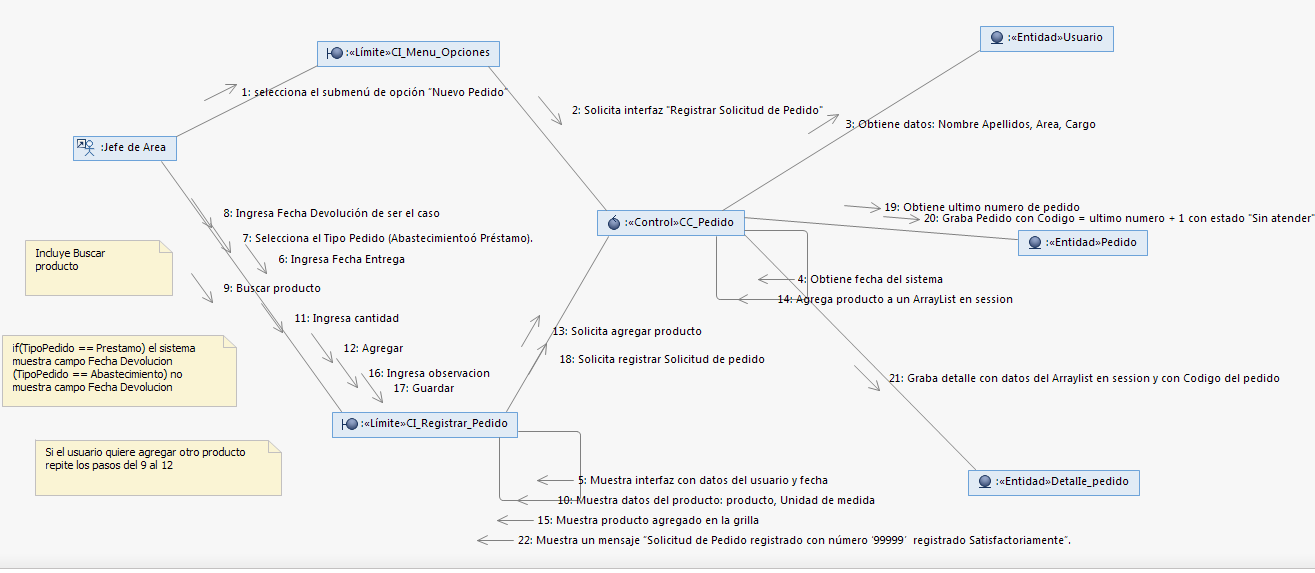 :«Entidad»Usuario
:«Límite»CI_Menu_Opciones
1: selecciona el submenú de opción "Nuevo Pedido"
2: Solicita interfaz "Registrar Solicitud de Pedido"
3: Obtiene datos: Nombre Apellidos, Area, Cargo
:Jefe de Area
8: Ingresa Fecha Devolución de ser el caso
:«Control»CC_Pedido
19: Obtiene ultimo numero de pedido
20: Graba Pedido con Codigo = ultimo numero + 1 con estado "Sin atender"
7: Selecciona el Tipo Pedido (Abastecimientoó Préstamo).
:«Entidad»Pedido
Incluye Buscar
producto
6: Ingresa Fecha Entrega
4: Obtiene fecha del sistema
9: Buscar producto
14: Agrega producto a un ArrayList en session
11: Ingresa cantidad
13: Solicita agregar producto
if(TipoPedido == Prestamo) el sistema
muestra campo Fecha Devolucion
(TipoPedido == Abastecimiento) no
muestra campo Fecha Devolucion
12: Agregar
18: Solicita registrar Solicitud de pedido
16: Ingresa observacion
17: Guardar
21: Graba detalle con datos del Arraylist en session y con Codigo del pedido
:«Límite»CI_Registrar_Pedido
Si el usuario quiere agregar otro producto
repite los pasos del 9 al 12
5: Muestra interfaz con datos del usuario y fecha
:«Entidad»Detalle_pedido
10: Muestra datos del producto: producto, Unidad de medida
15: Muestra producto agregado en la grilla
22: Muestra un mensaje "Solicitud de Pedido registrado con número '99999' registrado Satisfactoriamente".